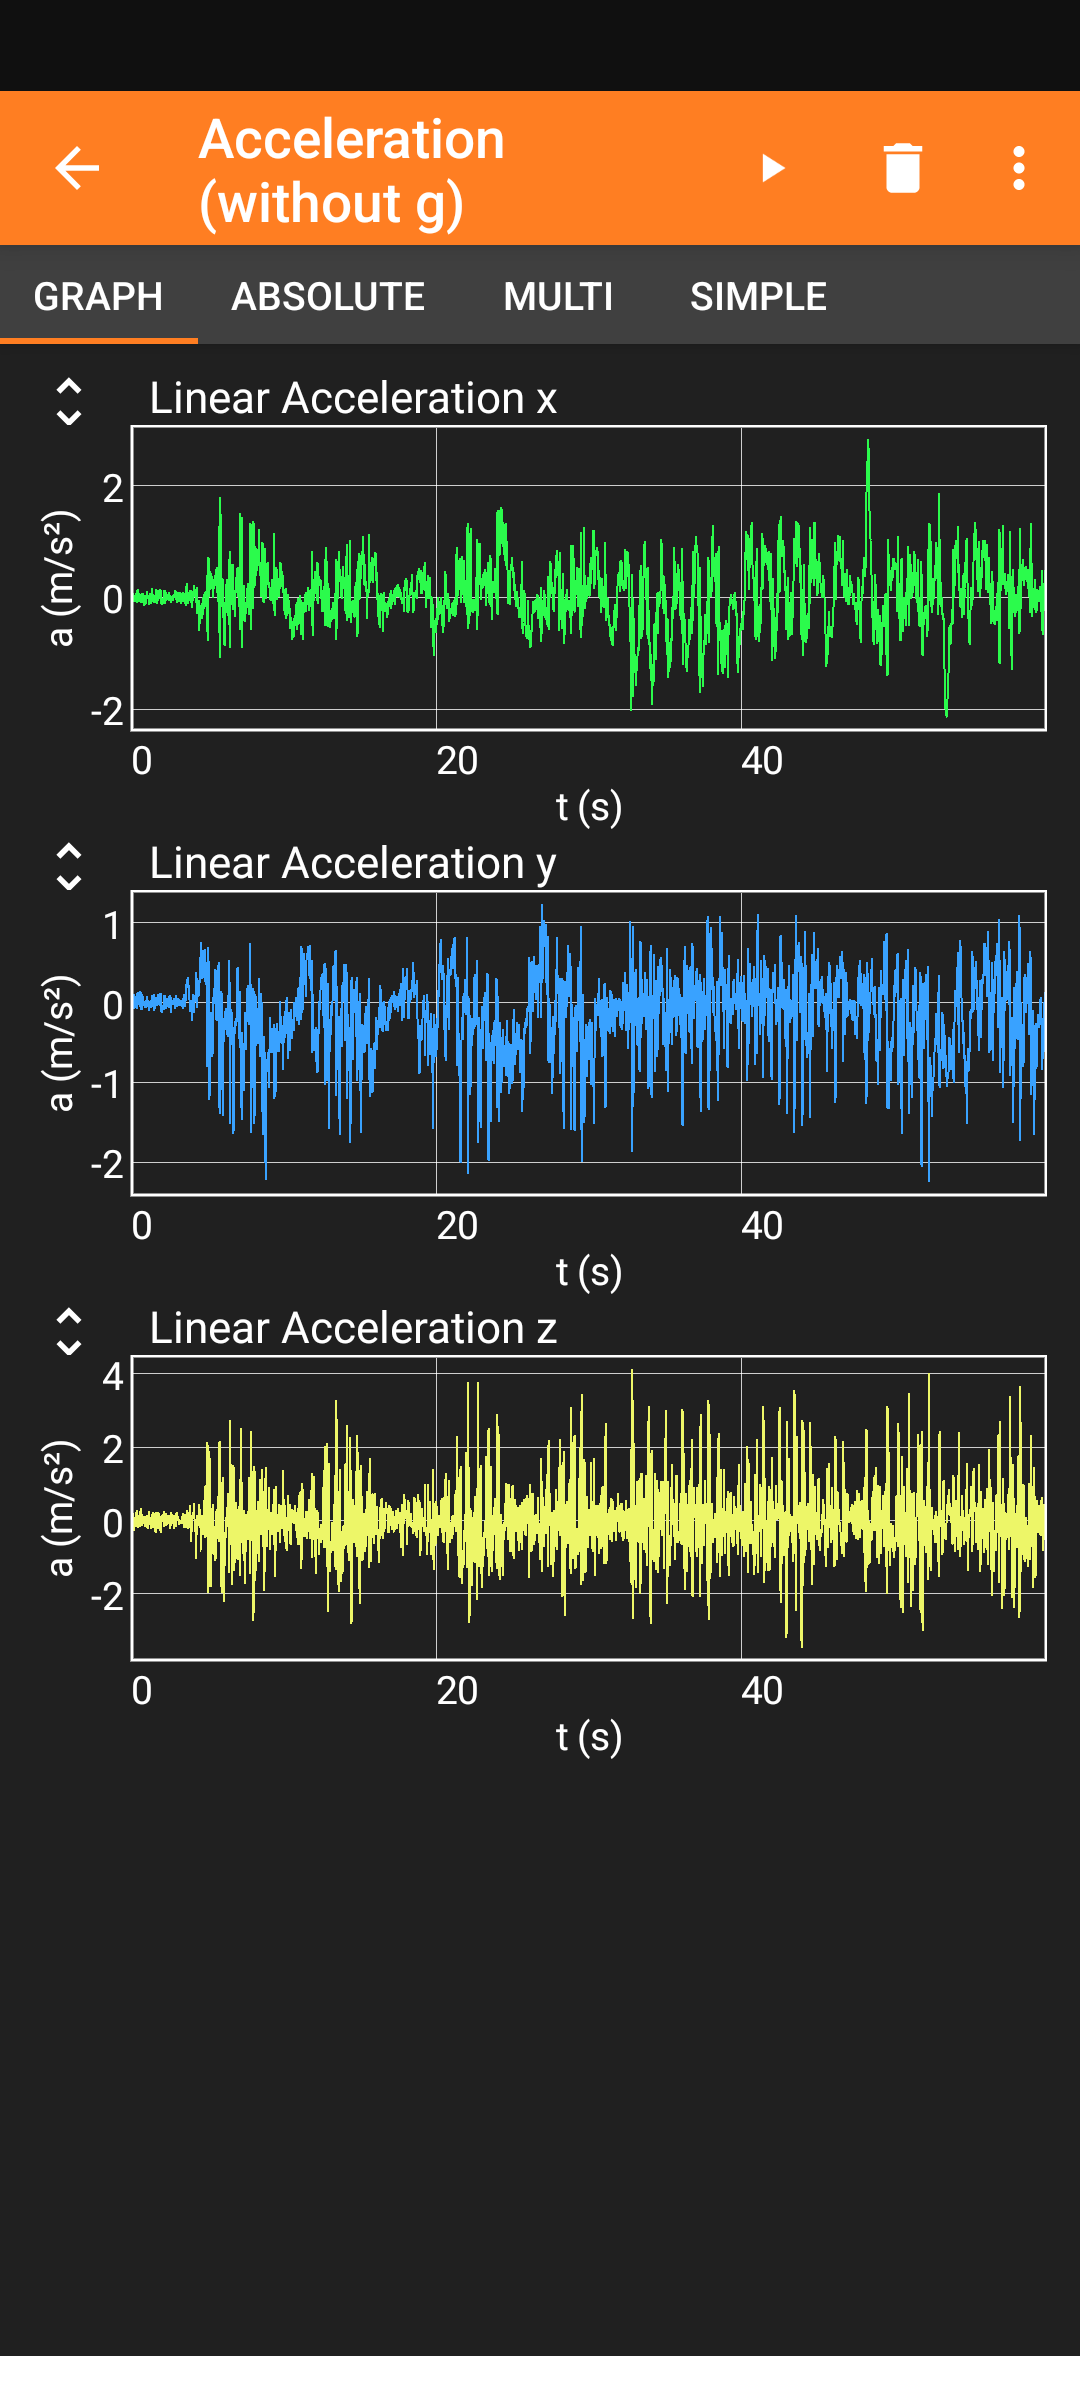 Acceleration
(without g)
GRAPH ABSOLUTE MULTI SIMPLE
Linear Acceleration x
a (m/s²)
2
0
-2
0 20 40
t (s)
Linear Acceleration y
a (m/s²)
1
0
-1
-2
0 20 40
t (s)
Linear Acceleration z
a (m/s²)
4
2
0
-2
0 20 40
t (s)